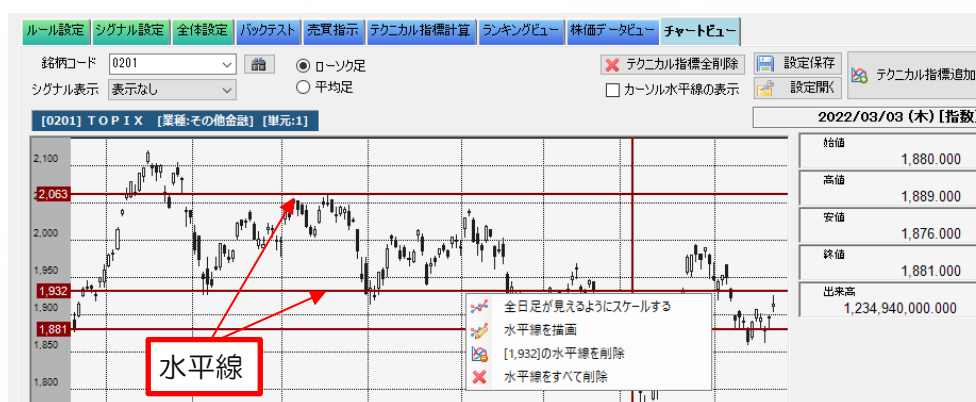 ルール設定 シグナル設定 全体設定 バックテスト 売買指示 テクニカル指標計算 ランキングビュー 株価データビュー チャートビュー
銘柄コード 0201 ローソク足 テクニカル指標全削除 設定保存 テクニカル指標追加
シグナル表示 表示なし 平均足 カーソル水平線の表示 設定開く
[0201] TOPIX [業種:その他金融] [単元:1] 2022/03/03 (木) [指数]
始値
1,880.000
高値
1,889.000
安値
1,876.000
終値
1,881.000
出来高
1,234,940,000.000
2,100
2,063
2,000
1,950
1,932
1,900
1,881
1,850
1,800
水平線
全日足が見えるようにスケールする
水平線を描画
[1,932]の水平線を削除
水平線をすべて削除